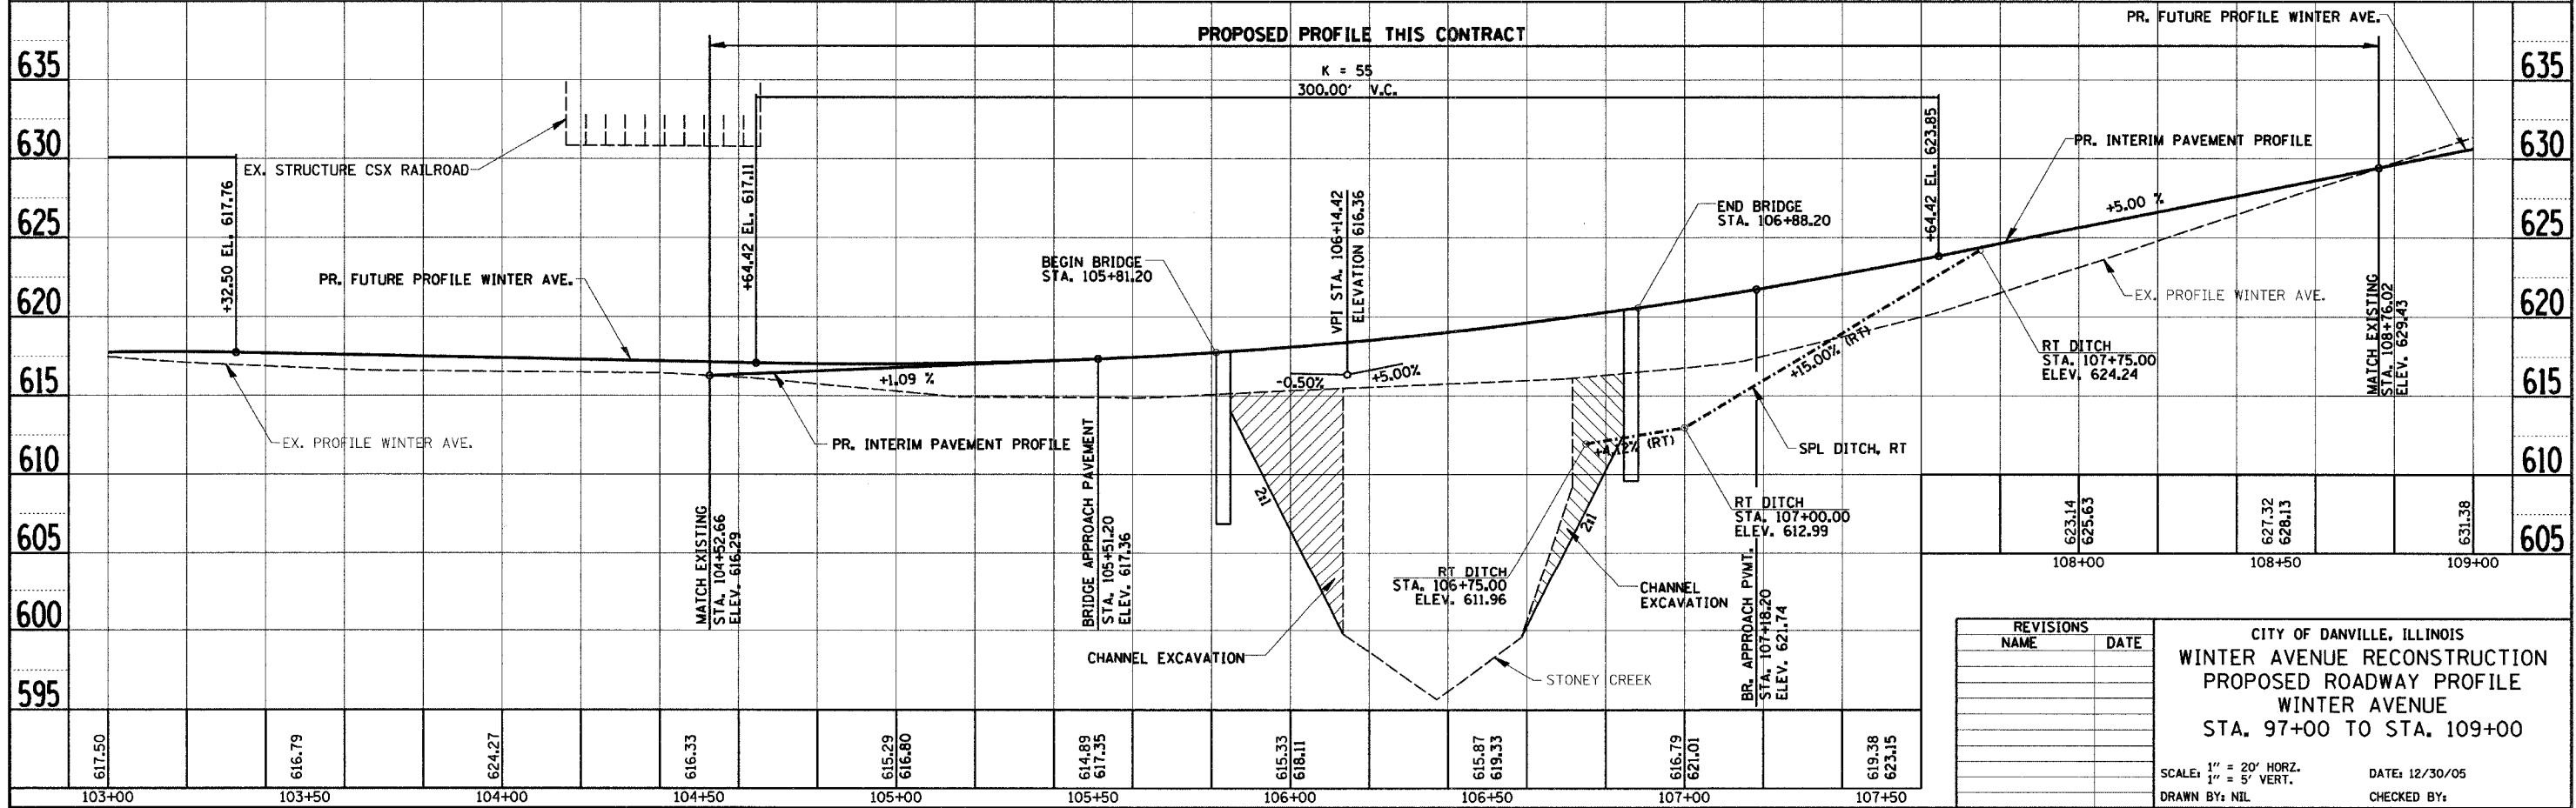 PR. FUTURE PROFILE WINTER AVE.
PROPOSED PROFILE THIS CONTRACT
635
635
K = 55
300.00' V.C.
630
630
EX. STRUCTURE CSX RAILROAD
PR. INTERIM PAVEMENT PROFILE
+32.50 EL. 617.76
+64.42 EL. 617.11
+64.42 EL. 623.85
625
625
PR. FUTURE PROFILE WINTER AVE.
BEGIN BRIDGE
STA. 105+81.20
VPI STA. 106+14.42
ELEVATION 616.36
END BRIDGE
STA. 106+88.20
+5.00 %
620
620
EX. PROFILE WINTER AVE.
MATCH EXISTING
STA. 108+76.02
ELEV. 629.43
RT DITCH
STA. 107+75.00
ELEV. 624.24
615
615
+1.09 %
-0.50%
+5.00%
+15.00% (RT)
EX. PROFILE WINTER AVE.
PR. INTERIM PAVEMENT PROFILE
+4.12% (RT)
SPL DITCH, RT
610
610
2:1
2:1
MATCH EXISTING
STA. 104+52.66
ELEV. 616.29
BRIDGE APPROACH PAVEMENT
STA. 105+51.20
ELEV. 617.36
RT DITCH
STA. 107+00.00
ELEV. 612.99
623.14
625.63
627.32
628.13
631.38
605
605
108+00
108+50
109+00
RT DITCH
STA. 106+75.00
ELEV. 611.96
CHANNEL
EXCAVATION
BR. APPROACH PVMT.
STA. 107+18.20
ELEV. 621.74
600
CHANNEL EXCAVATION
STONEY CREEK
595
617.50
616.79
624.27
616.33
615.29
616.80
614.89
617.35
615.33
618.11
615.87
619.33
616.79
621.01
619.38
623.15
103+00
103+50
104+00
104+50
105+00
105+50
106+00
106+50
107+00
107+50
REVISIONS
NAME
DATE
CITY OF DANVILLE, ILLINOIS
WINTER AVENUE RECONSTRUCTION
PROPOSED ROADWAY PROFILE
WINTER AVENUE
STA. 97+00 TO STA. 109+00
SCALE: 1" = 20' HORZ.
1" = 5' VERT.
DATE: 12/30/05
DRAWN BY: NIL
CHECKED BY: